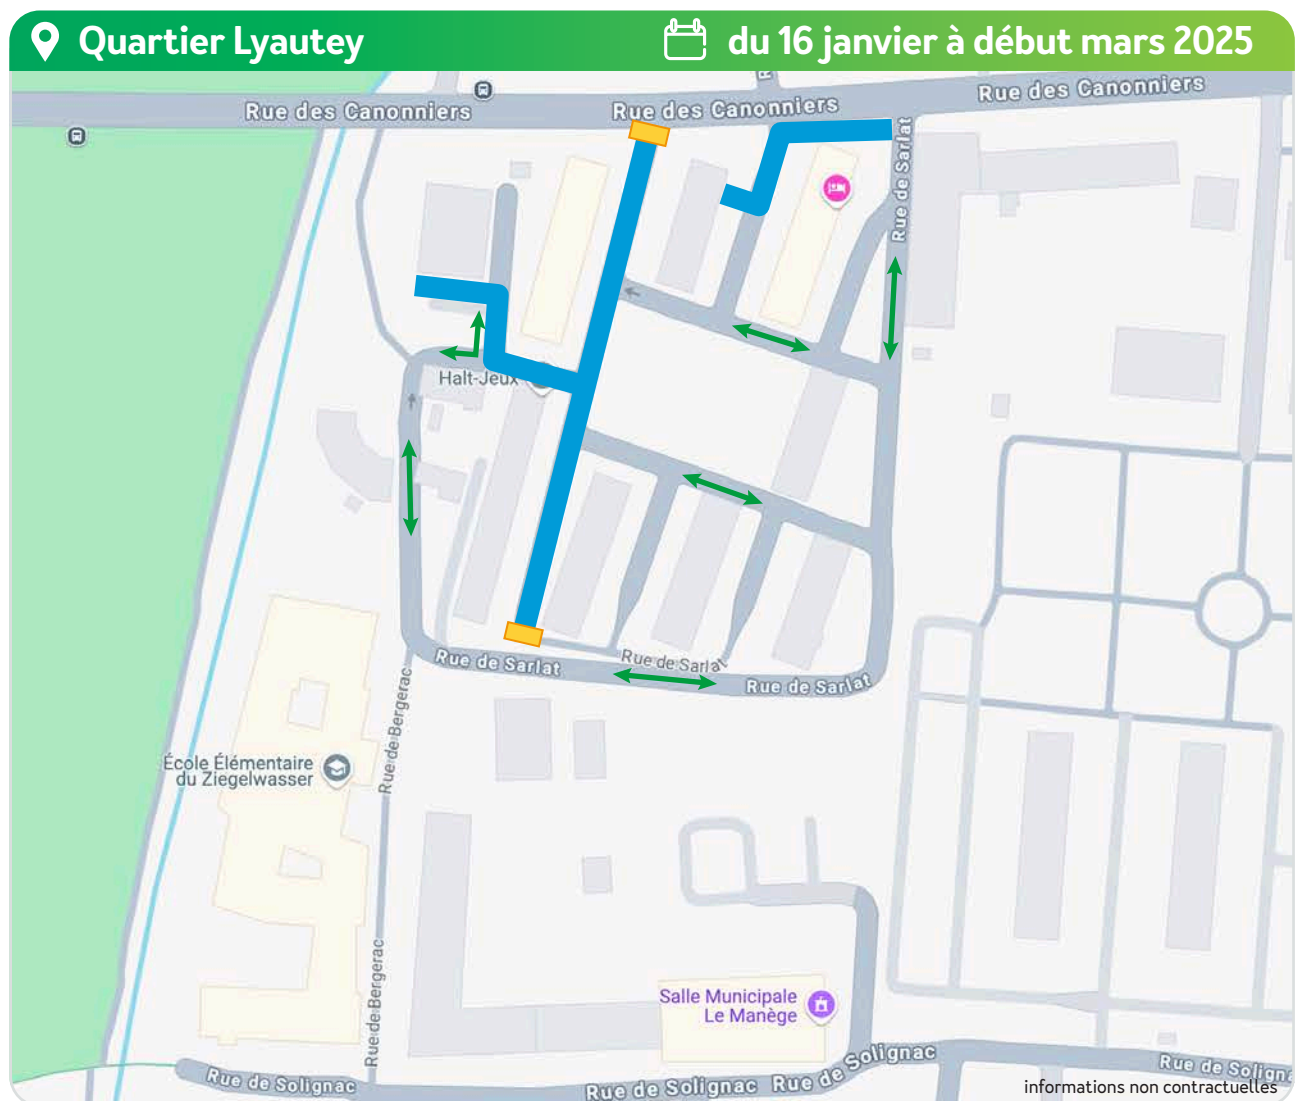 Quartier Lyautey
du 16 janvier à début mars 2025
Rue des Canonniers
Rue des Canonniers
Rue des Canonniers
R
Rue de Sarlat
Halt-Jeux
Rue de Sarlat
Rue de Sarlat
Rue de Sarlat
Rue de Bergerac
École Élémentaire
du Ziegelwasser
Rue de Bergerac
Salle Municipale
Le Manège
Rue de Solignac
Rue de Solignac
Rue de Solignac
Rue de Solign
informations non contractuelles